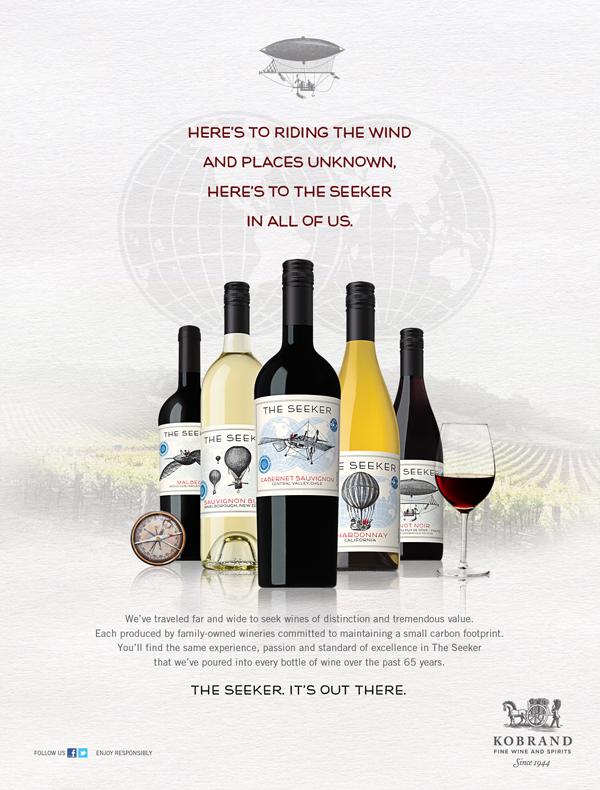 HERE'S TO RIDING THE WIND
AND PLACES UNKNOWN,
HERE'S TO THE SEEKER
IN ALL OF US.
THE SEEKER
CABERNET SAUVIGNON
CENTRAL VALLEY, CHILE
THE SEE
MALBEC
THE SEEK
SAUVIGNON BL
MARLBOROUGH, NEW ZE
E SEEKER
HARDONNAY
CALIFORNIA
SEEKE
NOT NOIR
We've traveled far and wide to seek wines of distinction and tremendous value.
Each produced by family-owned wineries committed to maintaining a small carbon footprint.
You'll find the same experience, passion and standard of excellence in The Seeker
that we've poured into every bottle of wine over the past 65 years.
THE SEEKER. IT'S OUT THERE.
FOLLOW US f ENJOY RESPONSIBLY
KOBRAND
FINE WINE AND SPIRITS
Since 1944